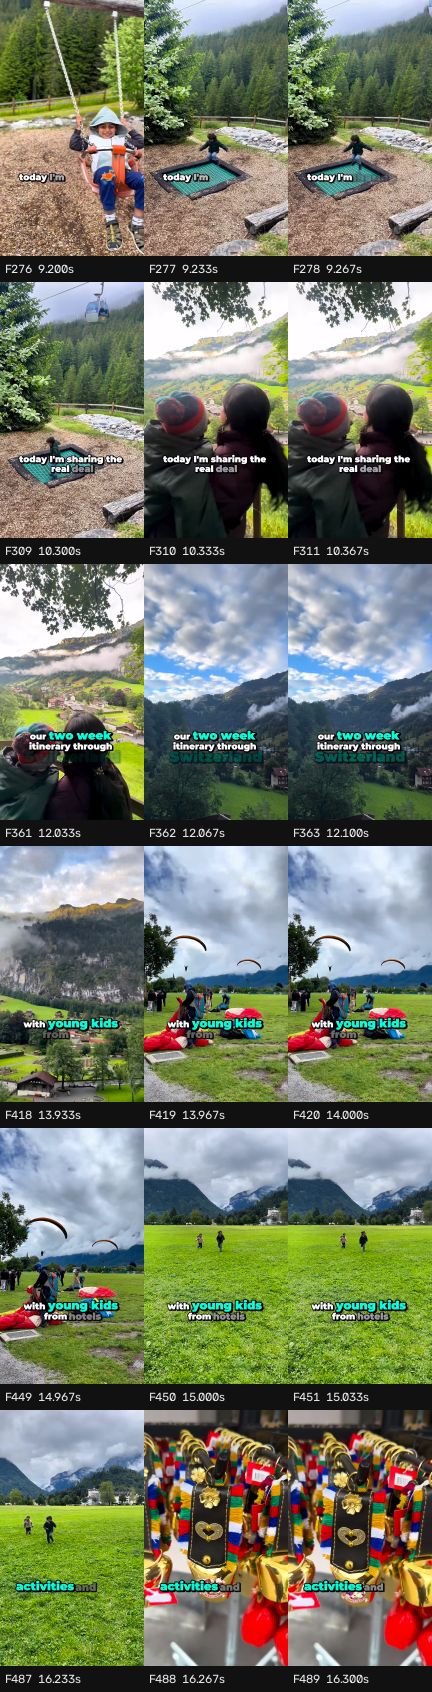 today I'm
today I'm
today I'm
F276 9.200s
F277 9.233s
F278 9.267s
today I'm sharing the
real deal
today I'm sharing the
real deal
today I'm sharing the
real deal
F309 10.300s
F310 10.333s
F311 10.367s
our two week
itinerary through
our two week
itinerary through
Switzerland
our two week
itinerary through
Switzerland
F361 12.033s
F362 12.067s
F363 12.100s
with young kids
from
with young kids
from
with young kids
from
F418 13.933s
F419 13.967s
F420 14.000s
with young kids
from hotels
with young kids
from hotels
with young kids
from hotels
F449 14.967s
F450 15.000s
F451 15.033s
activities and
activities and
activities and
F487 16.233s
F488 16.267s
F489 16.300s